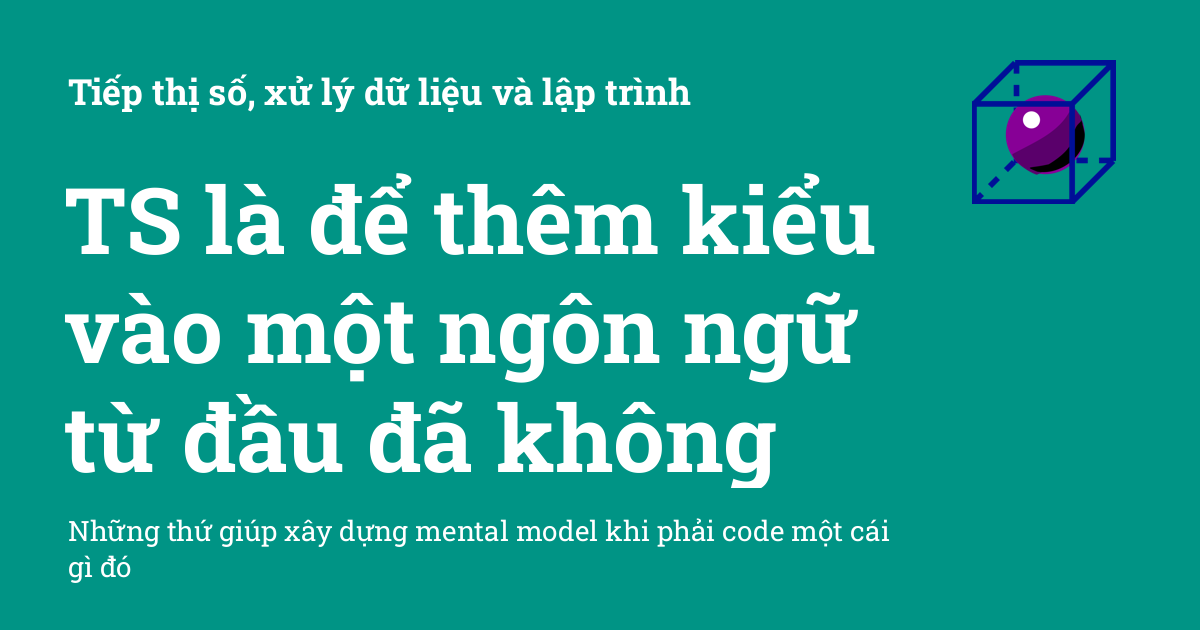 Tiếp thị số, xử lý dữ liệu và lập trình
TS là để thêm kiểu
vào một ngôn ngữ
từ đầu đã không
Những thứ giúp xây dựng mental model khi phải code một cái
gì đó